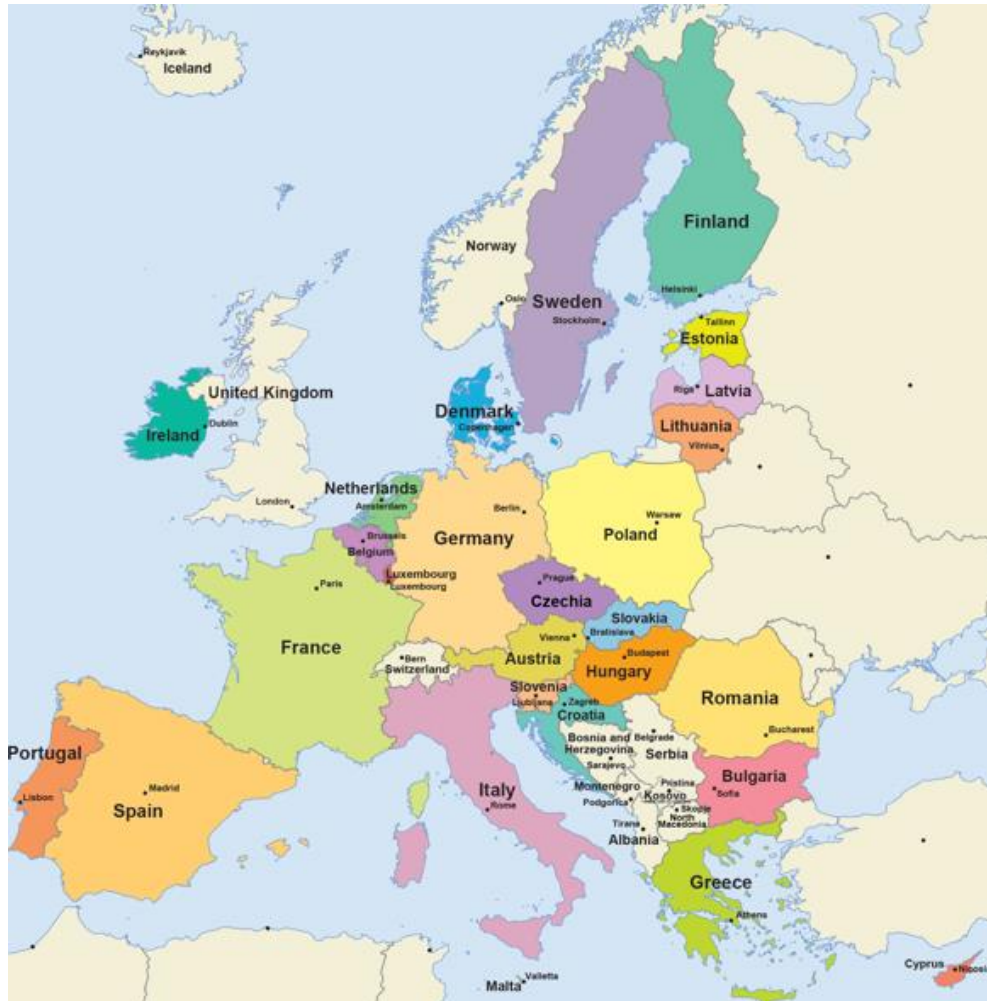 Reykjavik
Iceland
Finland
Norway
Helsinki
Oslo
Sweden
Stockholm
Tallinn
Estonia
Riga
Latvia
United Kingdom
Denmark
Copenhagen
Lithuania
Dublin
Ireland
Vilnius
Netherlands
Amsterdam
London
Berlin
Warsaw
Brussels
Germany
Poland
Belgium
Luxembourg
Luxembourg
Paris
Prague
Czechia
Slovakia
Vienna
Bratislava
France
Bern
Switzerland
Austria
Budapest
Hungary
Slovenia
Ljubljana
Zagreb
Croatia
Romania
Bucharest
Bosnia and
Herzegovina
Sarajevo
Belgrade
Serbia
Portugal
Lisbon
Madrid
Spain
Italy
Rome
Montenegro
Podgorica
Pristina
Kosovo
Bulgaria
Sofia
Skopje
North
Macedonia
Tirana
Albania
Greece
Athens
Cyprus
Nicosia
Valletta
Malta